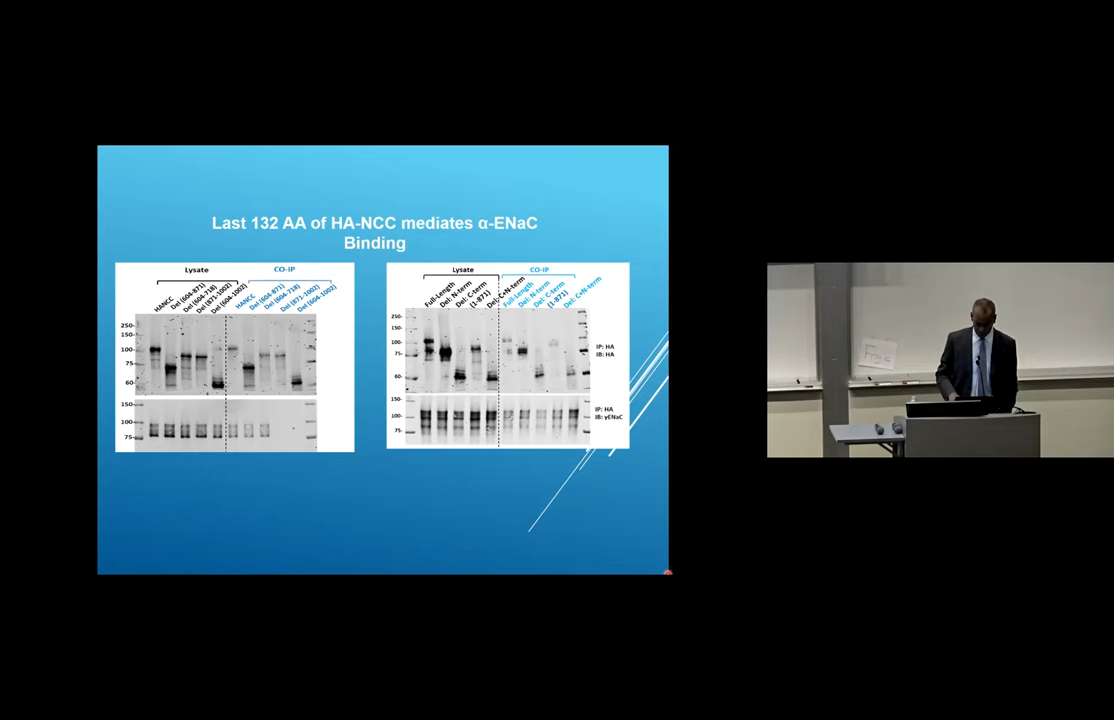 Last 132 AA of HA-NCC mediates α-ENaC
Binding
Lysate
CO-IP
HANCC
Del (604-871)
Del (604-718)
Del (871-1002)
Del (604-1002)
HANCC
Del (604-871)
Del (604-718)
Del (871-1002)
Del (604-1002)
250
150
100
75
60
150
100
75
Lysate
CO-IP
Full-Length
Del: N-term
Del: C-term
(1-871)
Del: C+N-term
Full-Length
Del: N-term
Del: C-term
(1-871)
Del: C+N-term
250
150
100
75
60
IP: HA
IB: HA
150
100
75
IP: HA
IB: γENaC